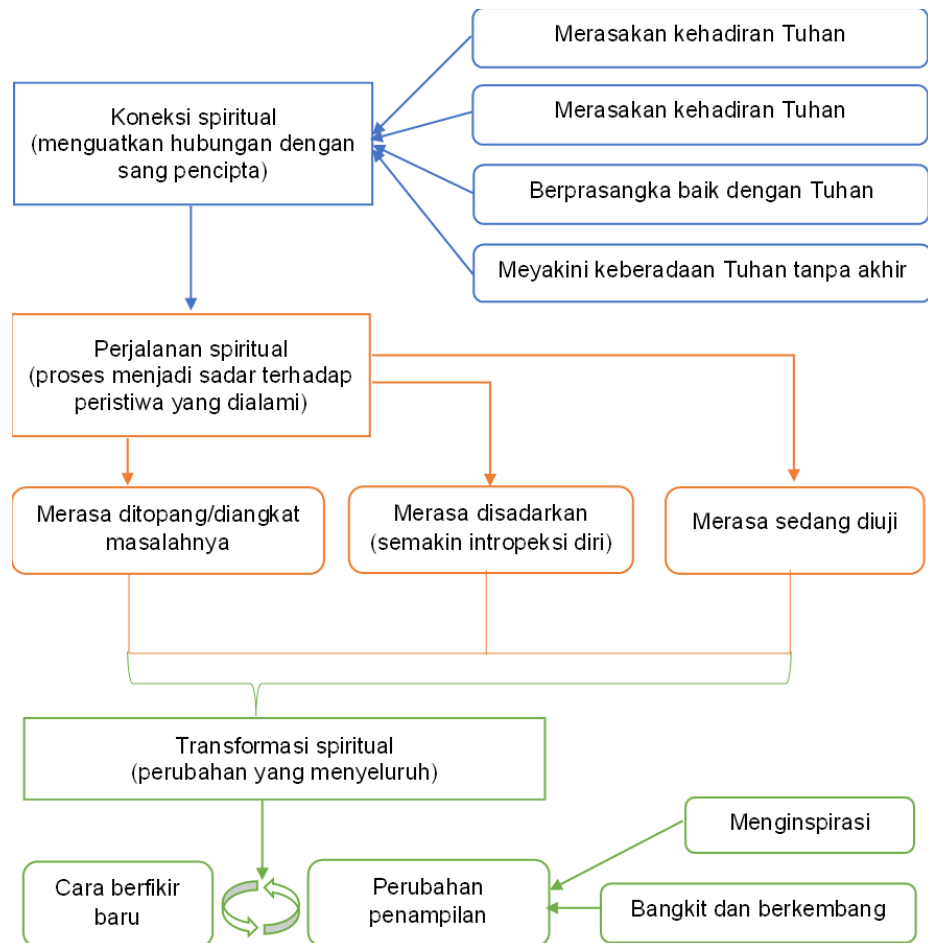 Merasakan kehadiran Tuhan
Koneksi spiritual
(menguatkan hubungan dengan
sang pencipta)
Merasakan kehadiran Tuhan
Berprasangka baik dengan Tuhan
Meyakini keberadaan Tuhan tanpa akhir
Perjalanan spiritual
(proses menjadi sadar terhadap
peristiwa yang dialami)
Merasa ditopang/diangkat
masalahnya
Merasa disadarkan
(semakin intropeksi diri)
Merasa sedang diuji
Transformasi spiritual
(perubahan yang menyeluruh)
Menginspirasi
Cara berfikir
baru
Perubahan
penampilan
Bangkit dan berkembang